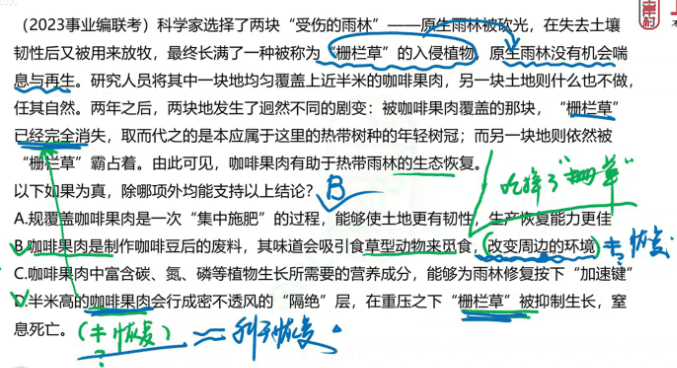 （2023事业编联考）科学家选择了两块“受伤的雨林”——原生雨林被砍光，在失去土壤
韧性后又被用来放牧，最终长满了一种被称为“栅栏草”的入侵植物，原生雨林没有机会喘
息与再生。研究人员将其中一块地均匀覆盖上近半米的咖啡果肉，另一块土地则什么也不做，
任其自然。两年之后，两块地发生了迥然不同的剧变：被咖啡果肉覆盖的那块，“栅栏草”
已经完全消失，取而代之的是本应属于这里的热带树种的年轻树冠；而另一块地则依然被
“栅栏草”霸占着。由此可见，咖啡果肉有助于热带雨林的生态恢复。
吃掉了“栅草”
以下如果为真，除哪项外均能支持以上结论？ B
A.规覆盖咖啡果肉是一次“集中施肥”的过程，能够使土地更有韧性，生产恢复能力更佳
B.咖啡果肉是制作咖啡豆后的废料，其味道会吸引食草型动物来觅食，改变周边的环境 ≠恢复
?
C.咖啡果肉中富含碳、氮、磷等植物生长所需要的营养成分，能够为雨林修复按下“加速键”
D.半米高的咖啡果肉会行成密不透风的“隔绝”层，在重压之下“栅栏草”被抑制生长，窒
息死亡。（≠恢复） ≈ 利于恢复
?